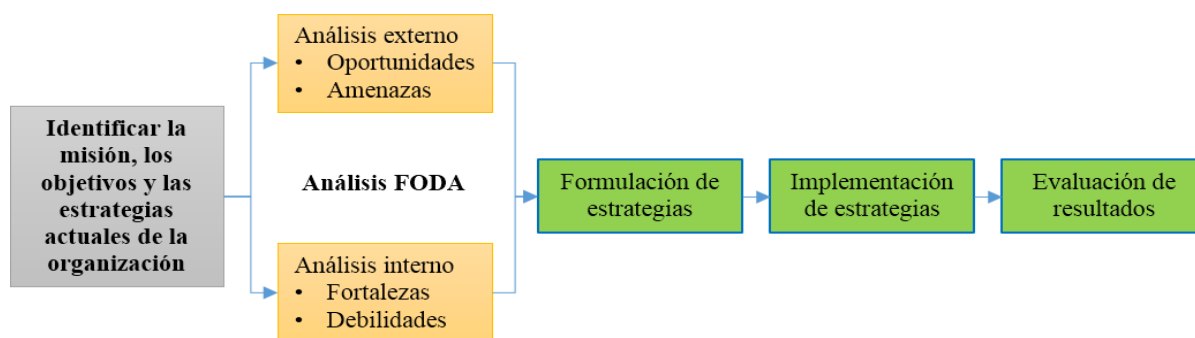 Identificar la
misión, los
objetivos y las
estrategias
actuales de la
organización
Análisis externo
• Oportunidades
• Amenazas
Análisis FODA
Análisis interno
• Fortalezas
• Debilidades
Formulación de
estrategias
Implementación
de estrategias
Evaluación de
resultados